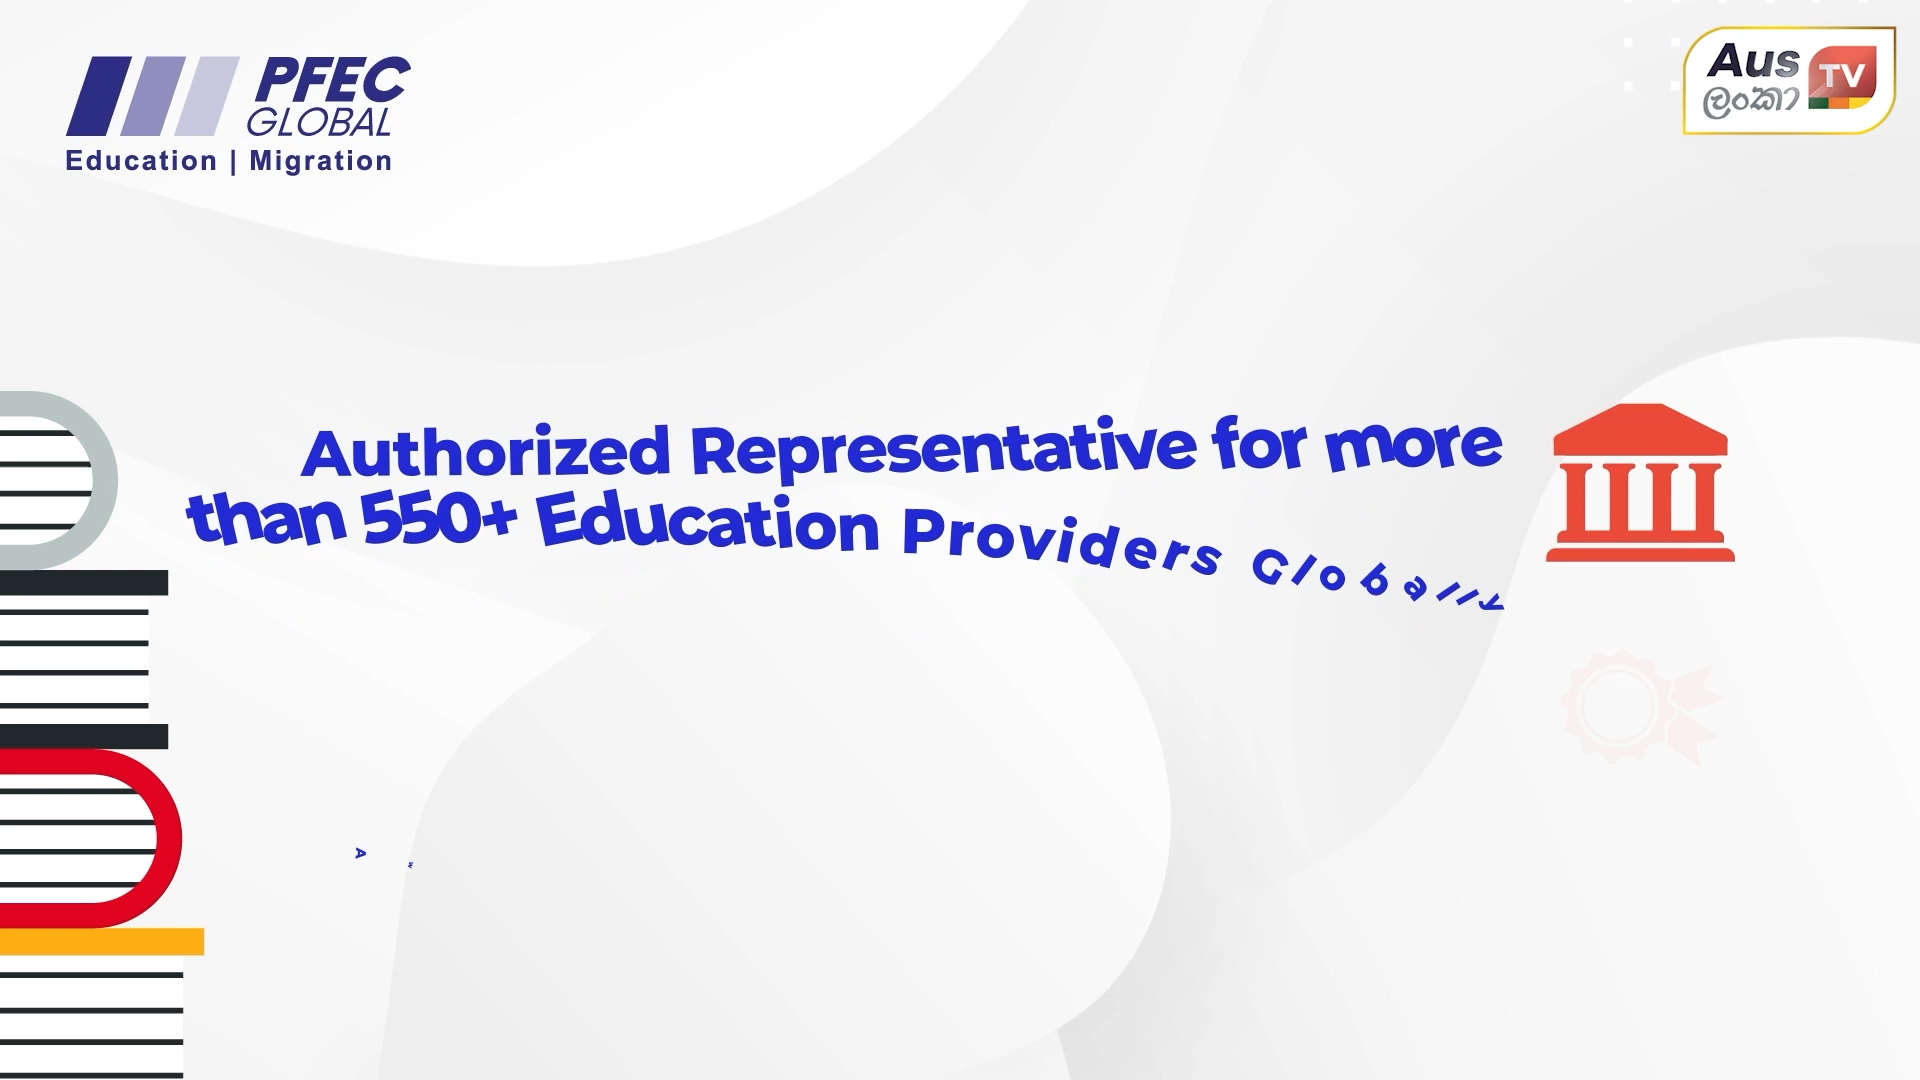 PFEC
GLOBAL
Education | Migration
Aus
ලංකා
TV
Authorized Representative for more
than 550+ Education Providers Globally
A